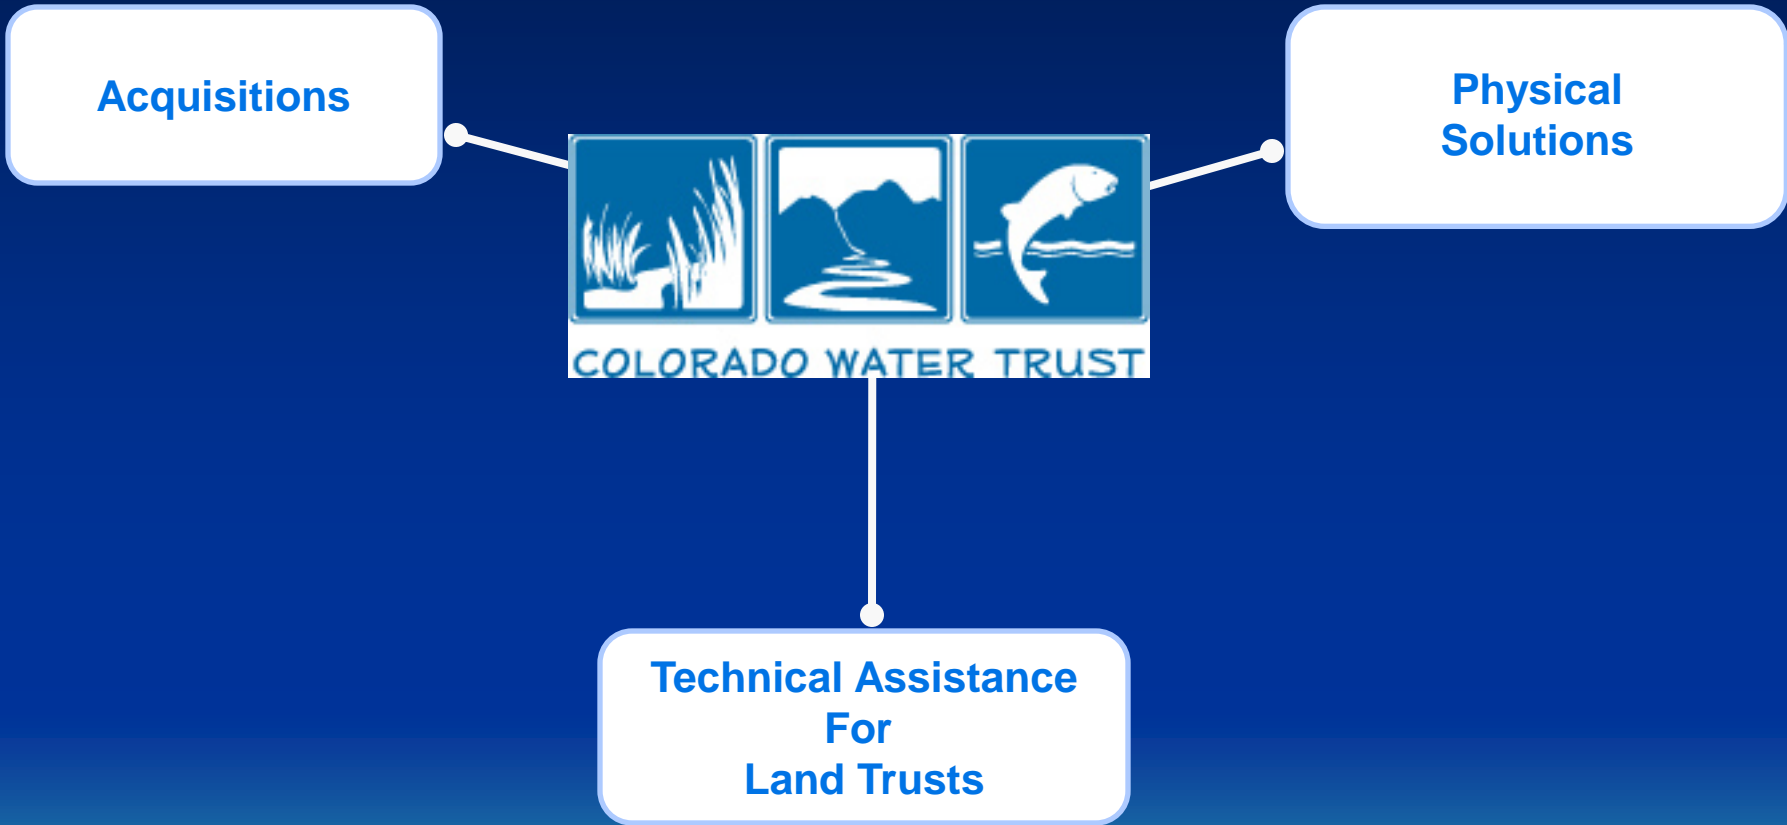 Acquisitions
Physical
Solutions
COLORADO WATER TRUST
Technical Assistance
For
Land Trusts